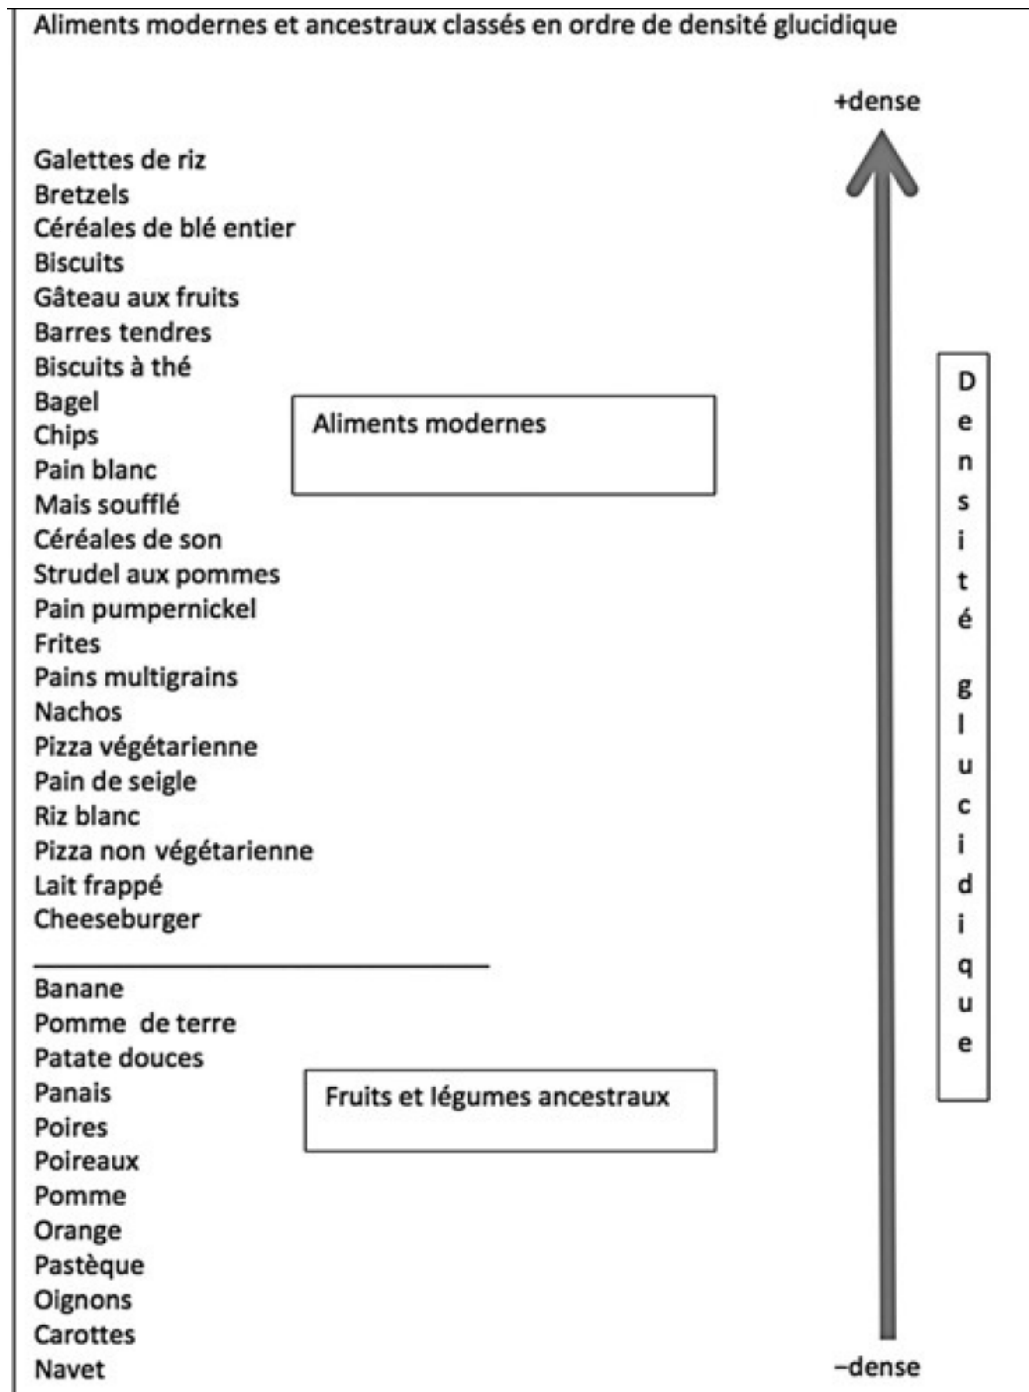 Aliments modernes et ancestraux classés en ordre de densité glucidique
+dense
Galettes de riz
Bretzels
Céréales de blé entier
Biscuits
Gâteau aux fruits
Barres tendres
Biscuits à thé
Bagel
Chips
Pain blanc
Mais soufflé
Céréales de son
Strudel aux pommes
Pain pumpernickel
Frites
Pains multigrains
Nachos
Pizza végétarienne
Pain de seigle
Riz blanc
Pizza non végétarienne
Lait frappé
Cheeseburger
Aliments modernes
Banane
Pomme de terre
Patate douces
Panais
Poires
Poireaux
Pomme
Orange
Pastèque
Oignons
Carottes
Navet
Fruits et légumes ancestraux
Densité glucidique
–dense